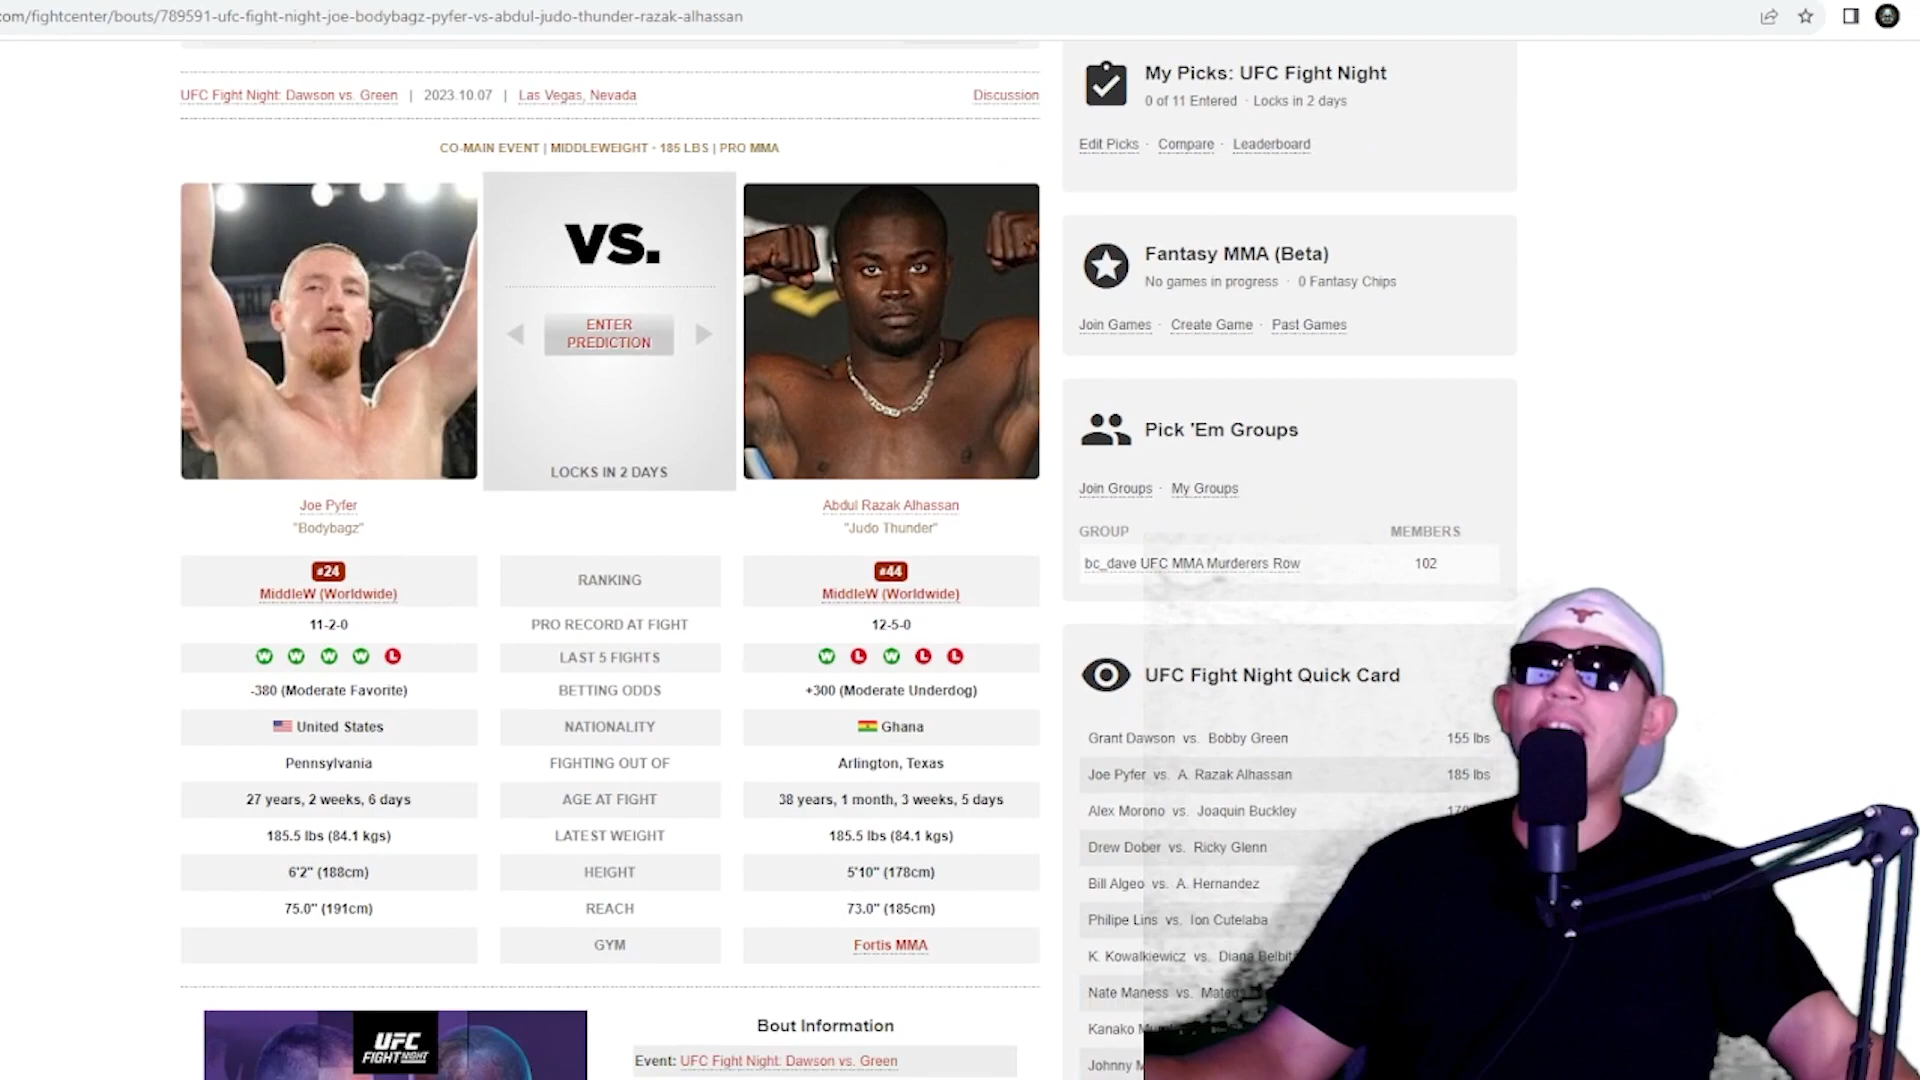 com/fightcenter/bouts/789591-ufc-fight-night-joe-bodybagz-pyfer-vs-abdul-judo-thunder-razak-alhassan
UFC Fight Night: Dawson vs. Green | 2023.10.07 | Las Vegas, Nevada
Discussion
CO-MAIN EVENT | MIDDLEWEIGHT · 185 LBS | PRO MMA
VS.
ENTER
PREDICTION
LOCKS IN 2 DAYS
Joe Pyfer
"Bodybagz"
Abdul Razak Alhassan
"Judo Thunder"
#24
MiddleW (Worldwide)
RANKING
#44
MiddleW (Worldwide)
11-2-0 PRO RECORD AT FIGHT 12-5-0
W W W W L LAST 5 FIGHTS W L W L L
-380 (Moderate Favorite) BETTING ODDS +300 (Moderate Underdog)
United States NATIONALITY Ghana
Pennsylvania FIGHTING OUT OF Arlington, Texas
27 years, 2 weeks, 6 days AGE AT FIGHT 38 years, 1 month, 3 weeks, 5 days
185.5 lbs (84.1 kgs) LATEST WEIGHT 185.5 lbs (84.1 kgs)
6'2" (188cm) HEIGHT 5'10" (178cm)
75.0" (191cm) REACH 73.0" (185cm)
GYM Fortis MMA
UFC
FIGHT NIGHT
Bout Information
Event: UFC Fight Night: Dawson vs. Green
My Picks: UFC Fight Night
0 of 11 Entered · Locks in 2 days
Edit Picks · Compare · Leaderboard
Fantasy MMA (Beta)
No games in progress · 0 Fantasy Chips
Join Games · Create Game · Past Games
Pick 'Em Groups
Join Groups · My Groups
GROUP MEMBERS
bc_dave UFC MMA Murderers Row 102
UFC Fight Night Quick Card
Grant Dawson vs. Bobby Green 155 lbs
Joe Pyfer vs. A. Razak Alhassan 185 lbs
Alex Morono vs. Joaquin Buckley
Drew Dober vs. Ricky Glenn
Bill Algeo vs. A. Hernandez
Philipe Lins vs. Ion Cutelaba
K. Kowalkiewicz vs. Diana Belbit
Nate Maness vs.
Kanako
Johnny